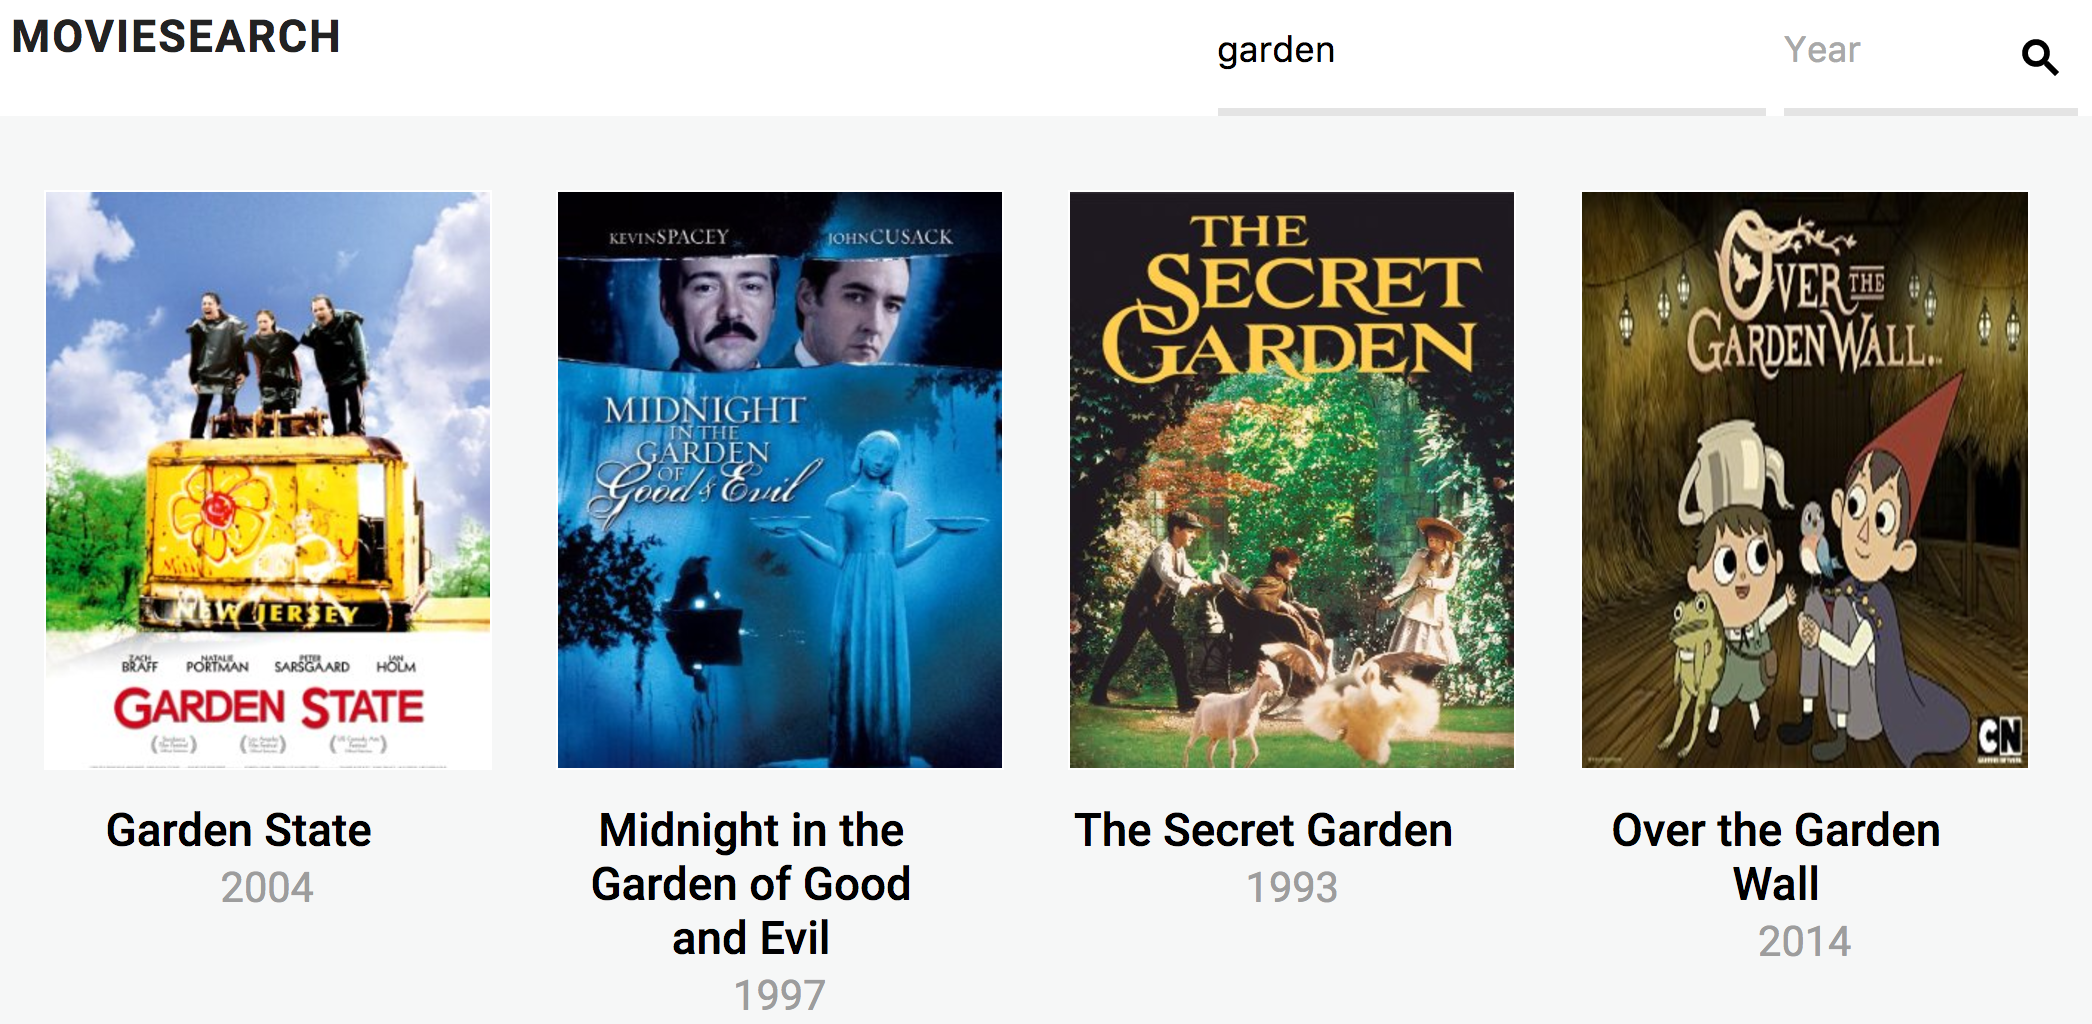 MOVIESEARCH
garden
Year
NEW JERSEY
ZACH BRAFF
NATALIE PORTMAN
PETER SARSGAARD
IAN HOLM
GARDEN STATE
KEVIN SPACEY
JOHN CUSACK
MIDNIGHT
IN THE
GARDEN
OF
Good & Evil
THE
SECRET
GARDEN
OVER THE
GARDEN WALL.
CN
Garden State
2004
Midnight in the
Garden of Good
and Evil
1997
The Secret Garden
1993
Over the Garden
Wall
2014